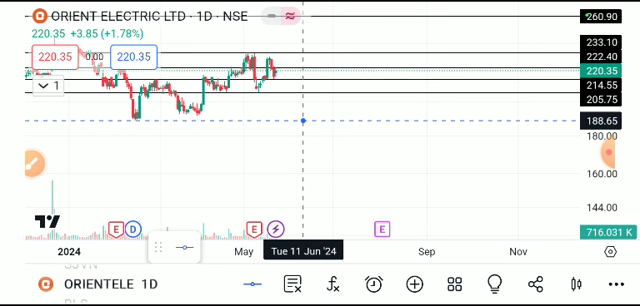 ORIENT ELECTRIC LTD · 1D · NSE
260.90
220.35 +3.85 (+1.78%)
233.10
220.35 0.00 220.35
222.40
220.35
1
214.55
205.75
188.65
180.00
160.00
144.00
E D E E
716.031 K
2024 May Tue 11 Jun '24 Sep Nov
SJVN
ORIENTELE 1D